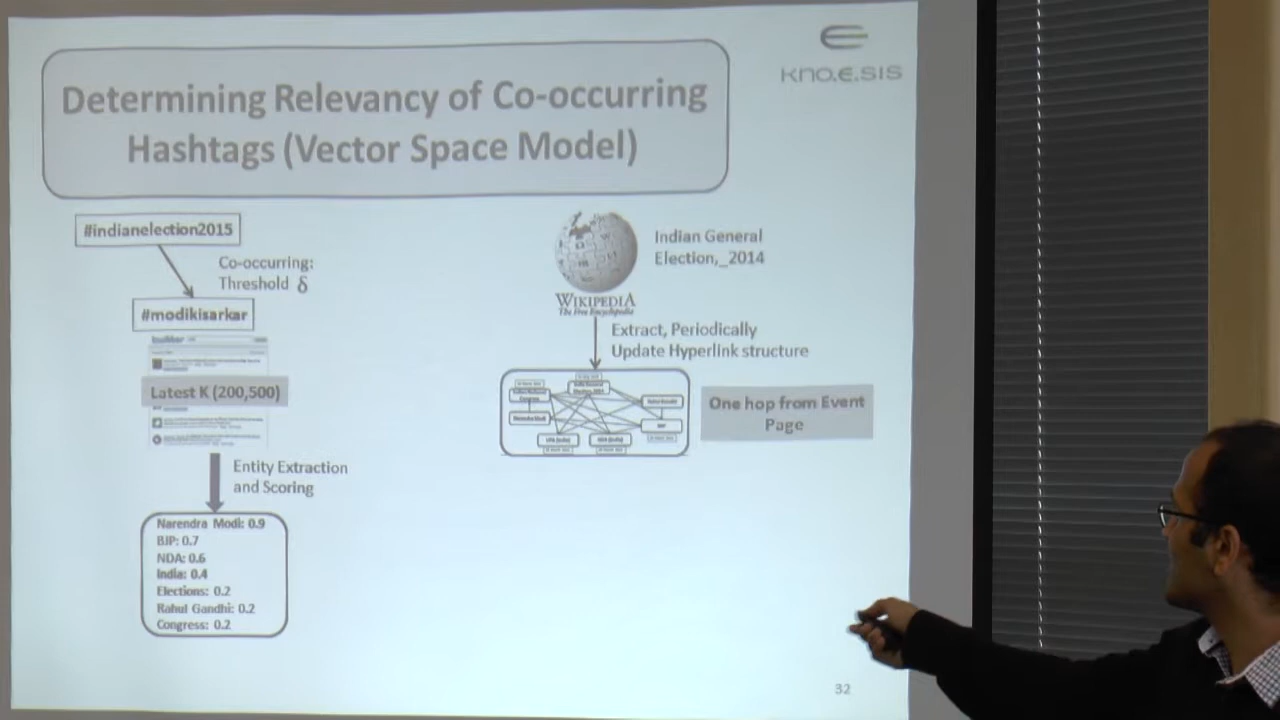 KNO.E.SIS
Determining Relevancy of Co-occurring
Hashtags (Vector Space Model)
#indianelection2015
Co-occurring:
Threshold δ
#modikisarkar
Latest K (200,500)
Entity Extraction
and Scoring
Narendra Modi: 0.9
BJP: 0.7
NDA: 0.6
India: 0.4
Elections: 0.2
Rahul Gandhi: 0.2
Congress: 0.2
WIKIPEDIA
The Free Encyclopedia
Indian General
Election,_2014
Extract, Periodically
Update Hyperlink structure
One hop from Event
Page
32